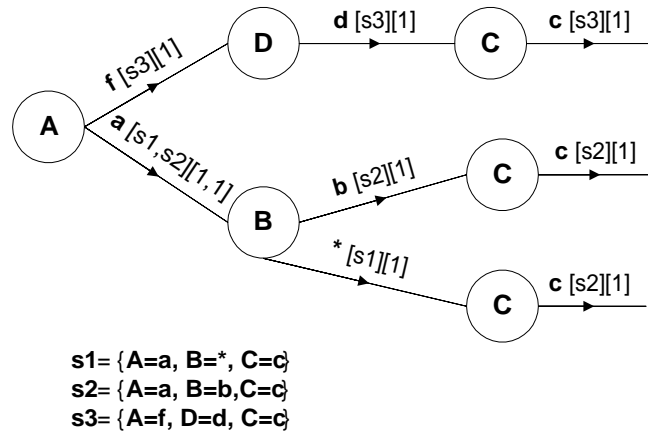 d [s3][1]
c [s3][1]
D
C
f [s3][1]
A
a [s1,s2][1,1]
c [s2][1]
b [s2][1]
C
B
* [s1][1]
c [s2][1]
C
s1= {A=a, B=*, C=c}
s2= {A=a, B=b,C=c}
s3= {A=f, D=d, C=c}